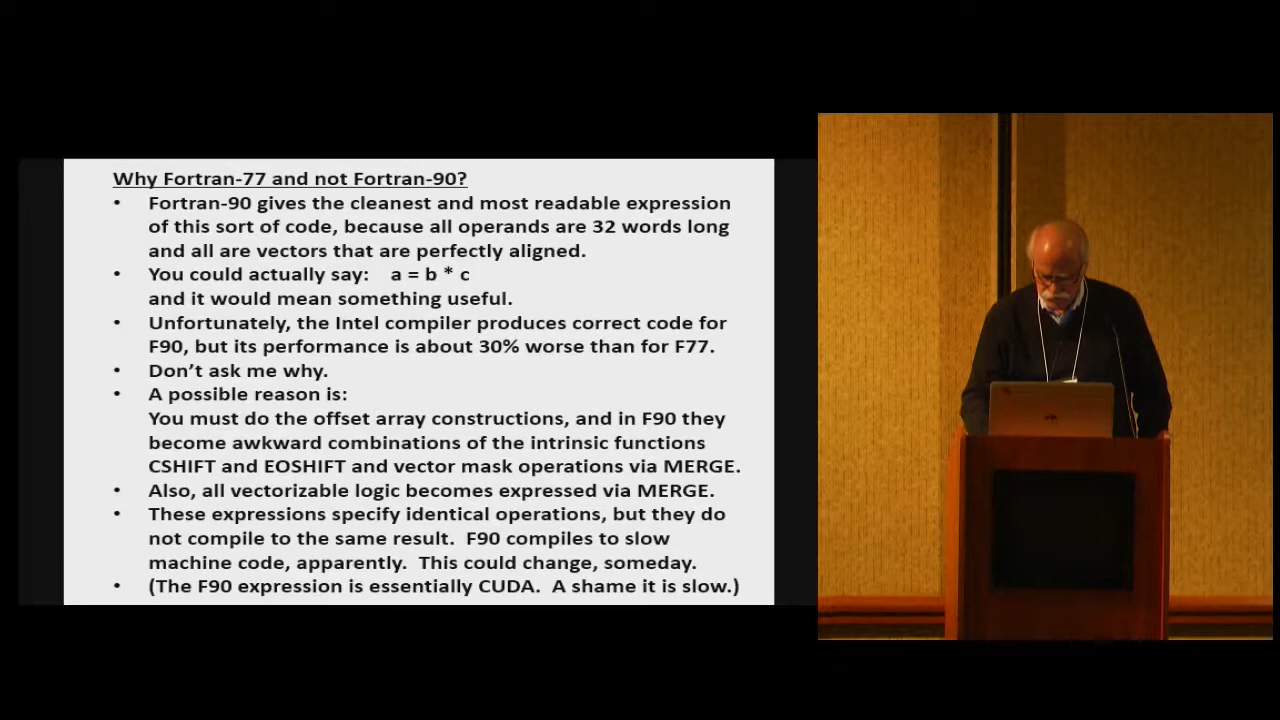 Why Fortran-77 and not Fortran-90?
• Fortran-90 gives the cleanest and most readable expression
of this sort of code, because all operands are 32 words long
and all are vectors that are perfectly aligned.
• You could actually say: a = b * c
and it would mean something useful.
• Unfortunately, the Intel compiler produces correct code for
F90, but its performance is about 30% worse than for F77.
• Don’t ask me why.
• A possible reason is:
You must do the offset array constructions, and in F90 they
become awkward combinations of the intrinsic functions
CSHIFT and EOSHIFT and vector mask operations via MERGE.
• Also, all vectorizable logic becomes expressed via MERGE.
• These expressions specify identical operations, but they do
not compile to the same result. F90 compiles to slow
machine code, apparently. This could change, someday.
• (The F90 expression is essentially CUDA. A shame it is slow.)